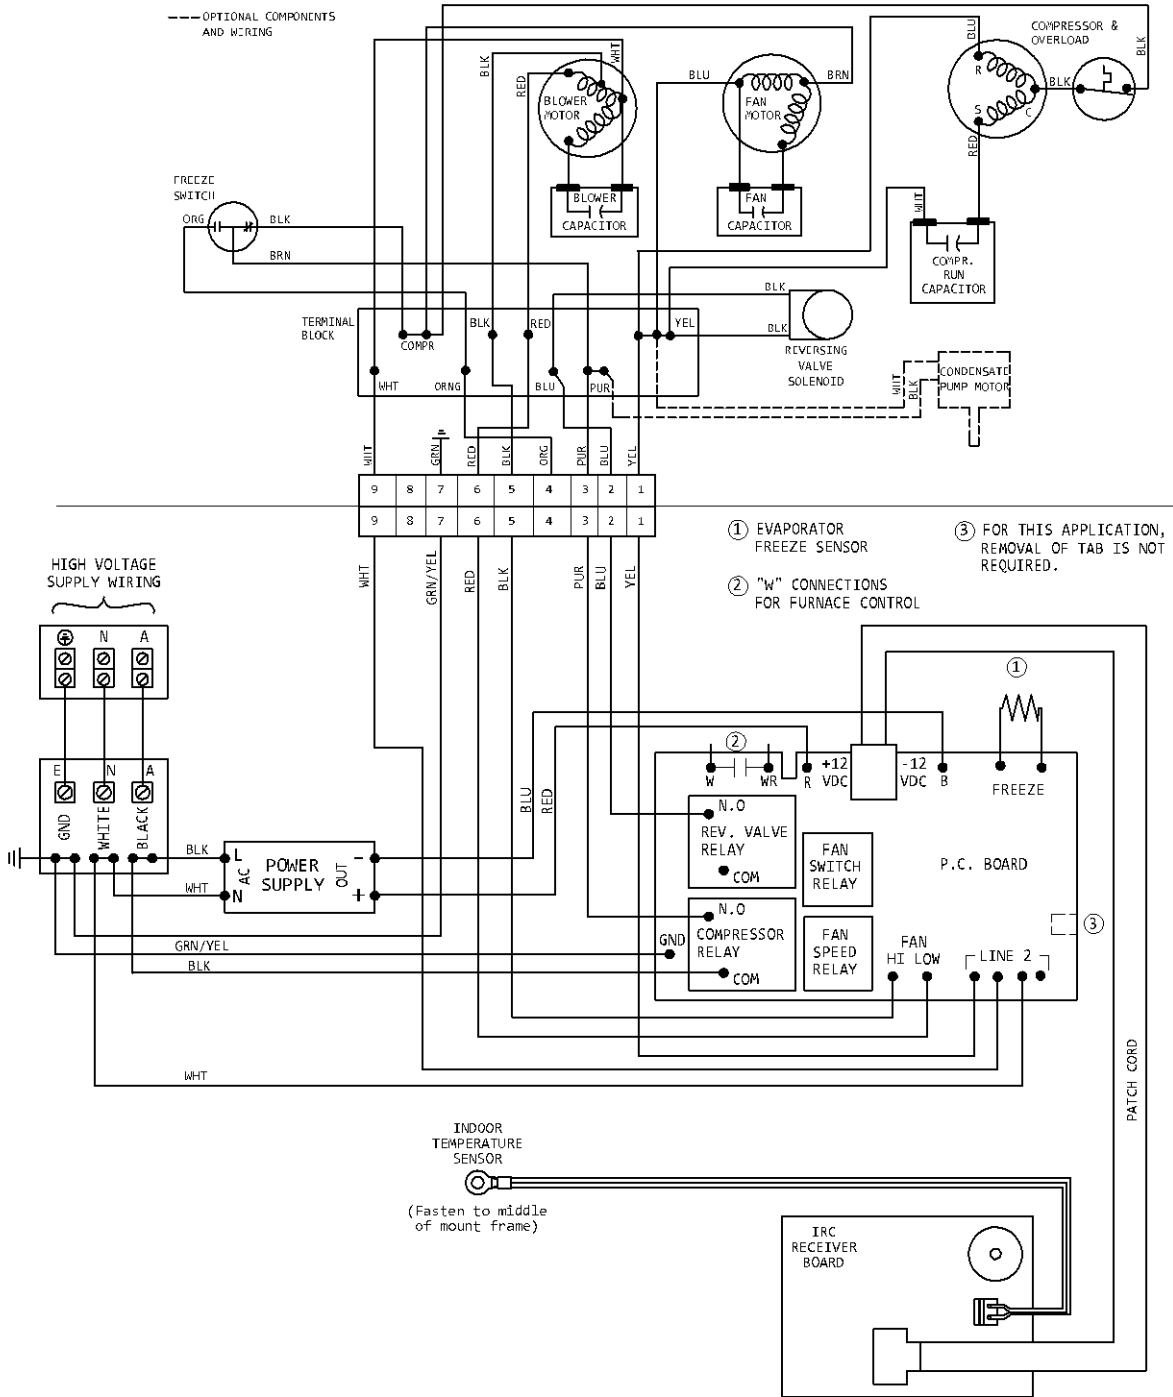 OPTIONAL COMPONENTS
AND WIRING
COMPRESSOR &
OVERLOAD
BLU
BLK
WHT
BLK
RED
BLU
BRN
R
S
C
BLK
RED
BLOWER
MOTOR
FAN
MOTOR
FREEZE
SWITCH
ORG
BLK
BRN
BLOWER
CAPACITOR
FAN
CAPACITOR
WHT
COMPR.
RUN
CAPACITOR
TERMINAL
BLOCK
COMPR
BLK
RED
YEL
WHT
ORNG
BLU
PUR
BLK
BLK
REVERSING
VALVE
SOLENOID
WHT
BLK
CONDENSATE
PUMP MOTOR
WHT
GRN
RED
BLK
ORG
PUR
BLU
YEL
9 8 7 6 5 4 3 2 1
9 8 7 6 5 4 3 2 1
WHT
GRN/YEL
RED
BLK
PUR
BLU
YEL
1 EVAPORATOR
FREEZE SENSOR
2 "W" CONNECTIONS
FOR FURNACE CONTROL
3 FOR THIS APPLICATION,
REMOVAL OF TAB IS NOT
REQUIRED.
HIGH VOLTAGE
SUPPLY WIRING
N A
E N A
GND
WHITE
BLACK
BLK
WHT
L
N
AC
POWER
SUPPLY
OUT
-
+
BLU
RED
GRN/YEL
BLK
WHT
1
2
W
WR
R
+12
VDC
-12
VDC
B
FREEZE
N.O
REV. VALVE
RELAY
COM
FAN
SWITCH
RELAY
P.C. BOARD
N.O
COMPRESSOR
RELAY
COM
GND
FAN
SPEED
RELAY
FAN
HI LOW
LINE 2
3
PATCH CORD
INDOOR
TEMPERATURE
SENSOR
(Fasten to middle
of mount frame)
IRC
RECEIVER
BOARD